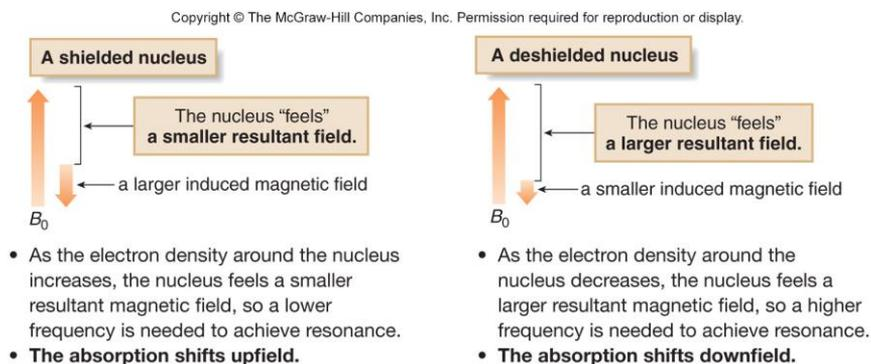 Copyright © The McGraw-Hill Companies, Inc. Permission required for reproduction or display.
A shielded nucleus
The nucleus “feels”
a smaller resultant field.
a larger induced magnetic field
B0
• As the electron density around the nucleus
increases, the nucleus feels a smaller
resultant magnetic field, so a lower
frequency is needed to achieve resonance.
• The absorption shifts upfield.
A deshielded nucleus
The nucleus “feels”
a larger resultant field.
a smaller induced magnetic field
B0
• As the electron density around the
nucleus decreases, the nucleus feels a
larger resultant magnetic field, so a higher
frequency is needed to achieve resonance.
• The absorption shifts downfield.